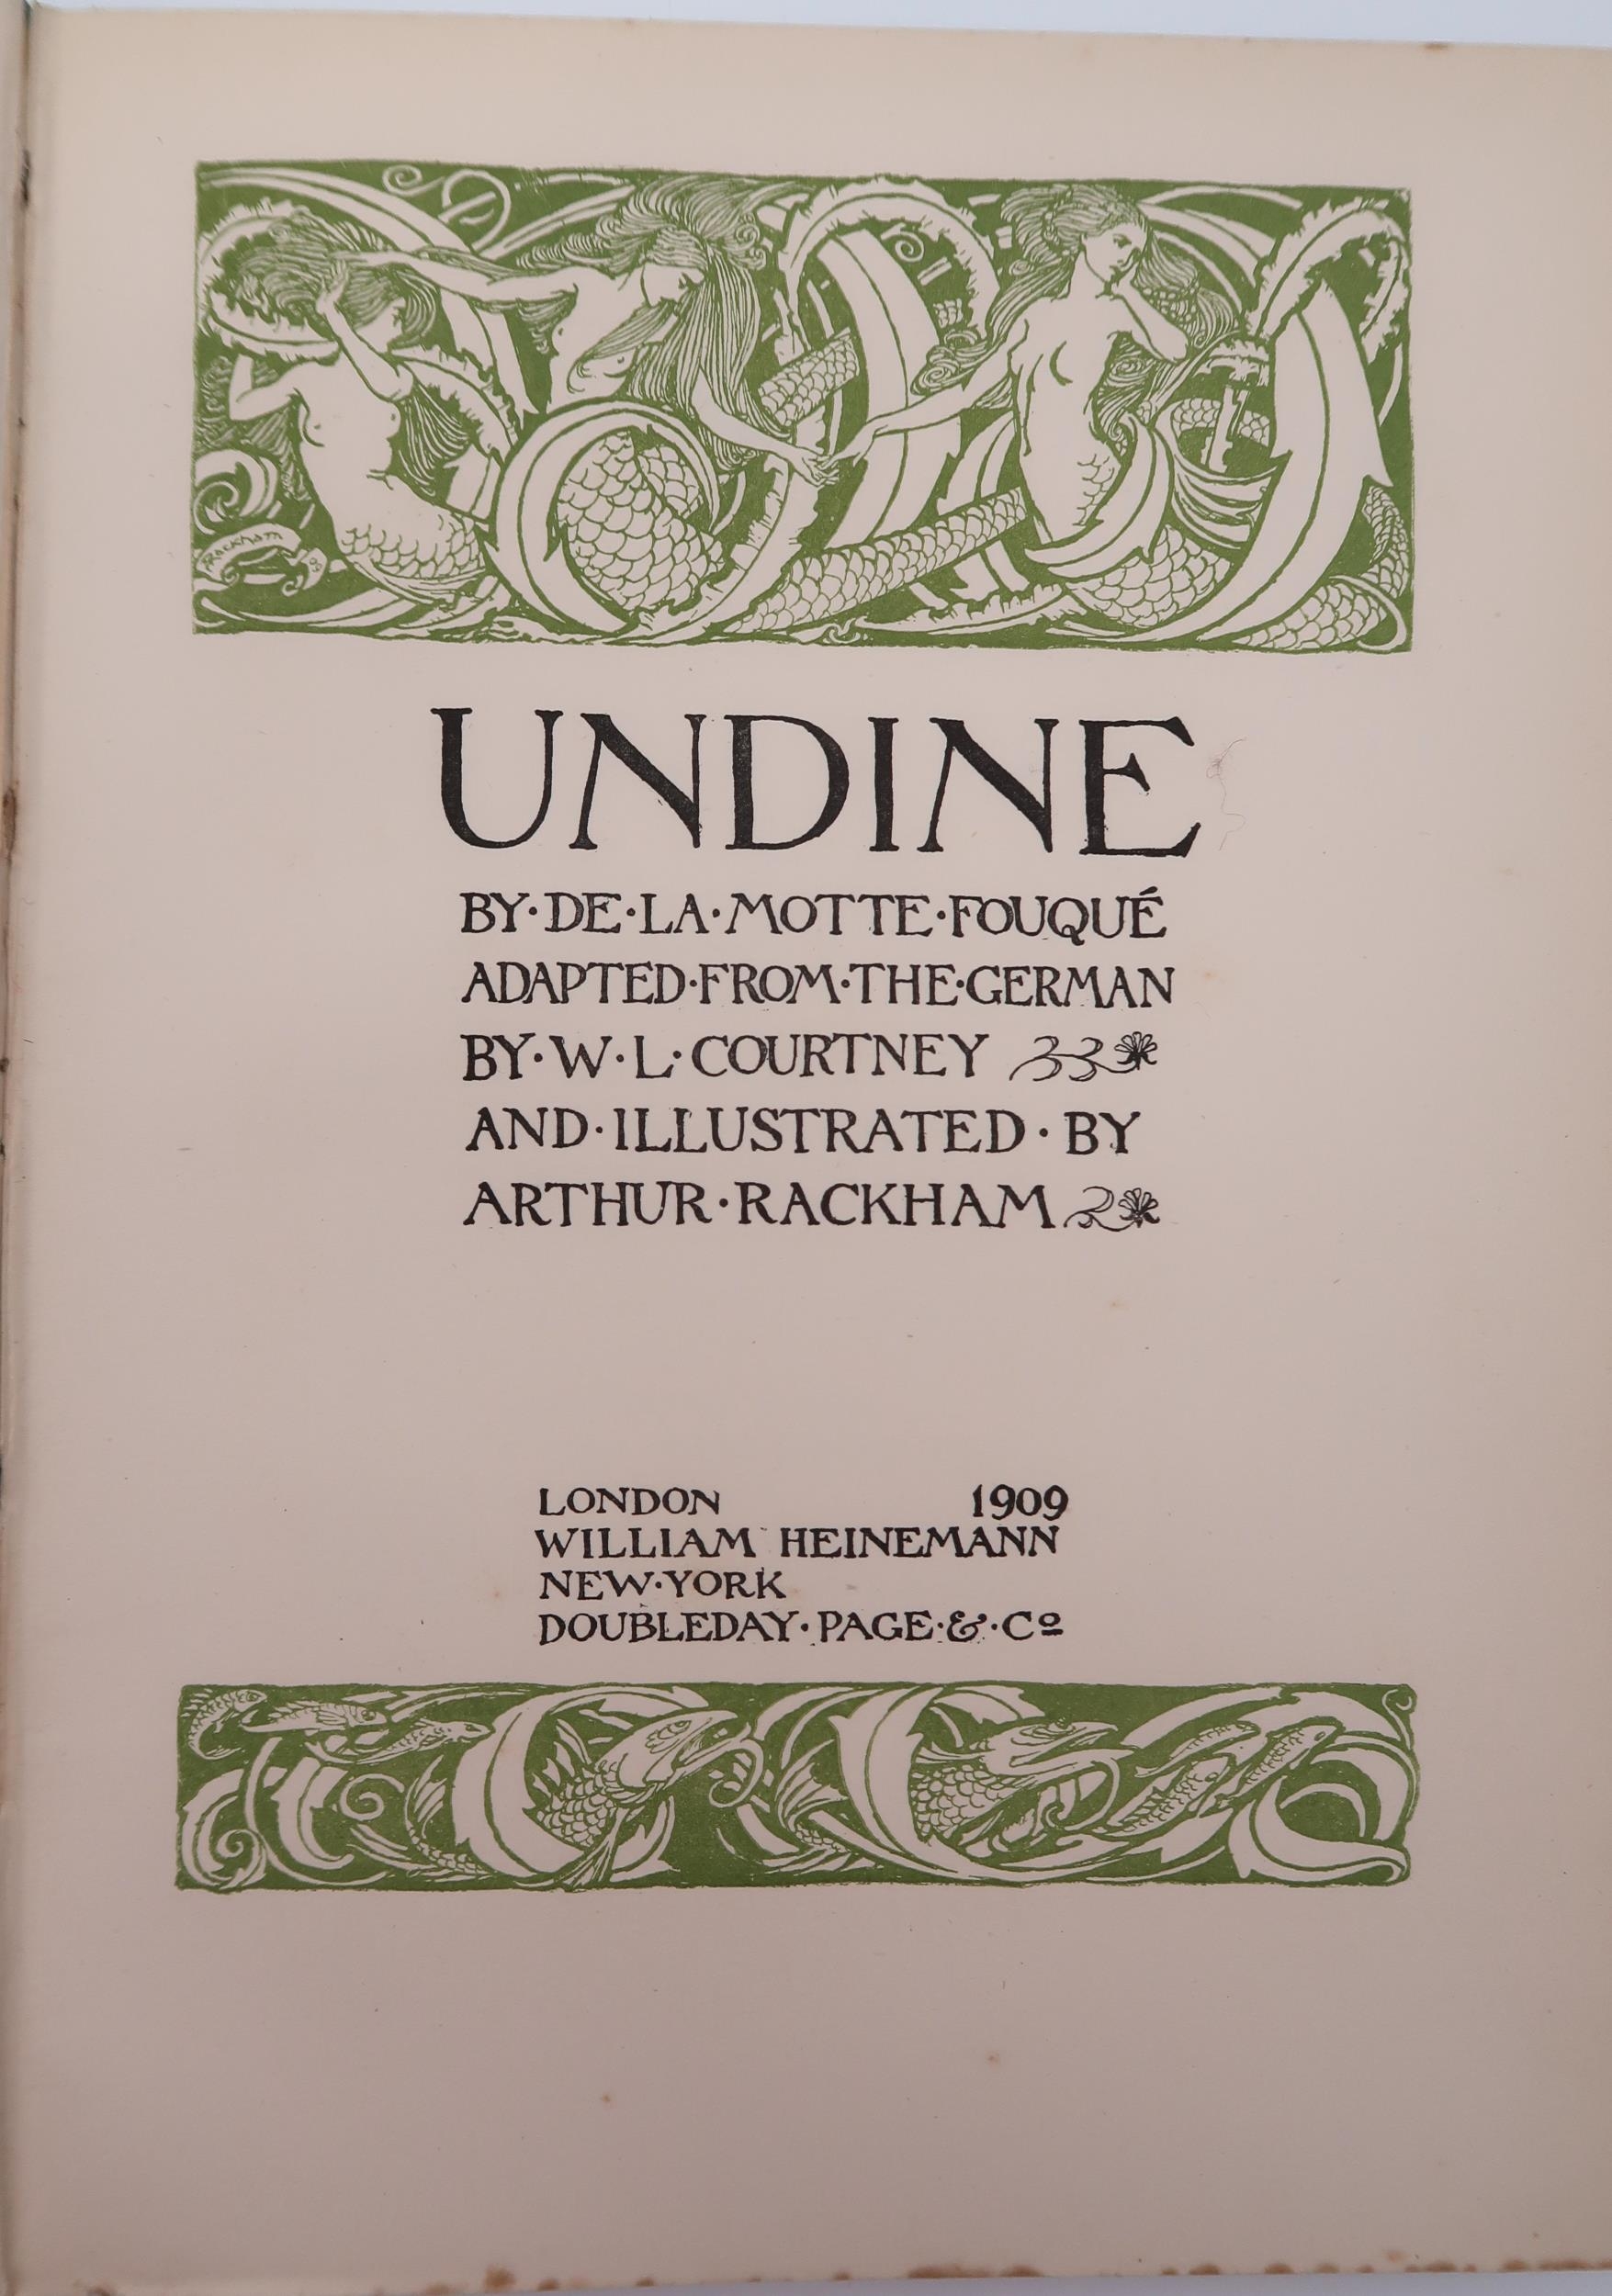 Rackham 09
UNDINE
BY·DE·LA·MOTTE·FOUQUÉ
ADAPTED·FROM·THE·GERMAN
BY·W·L·COURTNEY
AND·ILLUSTRATED·BY
ARTHUR·RACKHAM
LONDON 1909
WILLIAM HEINEMANN
NEW·YORK
DOUBLEDAY·PAGE·&·Cº